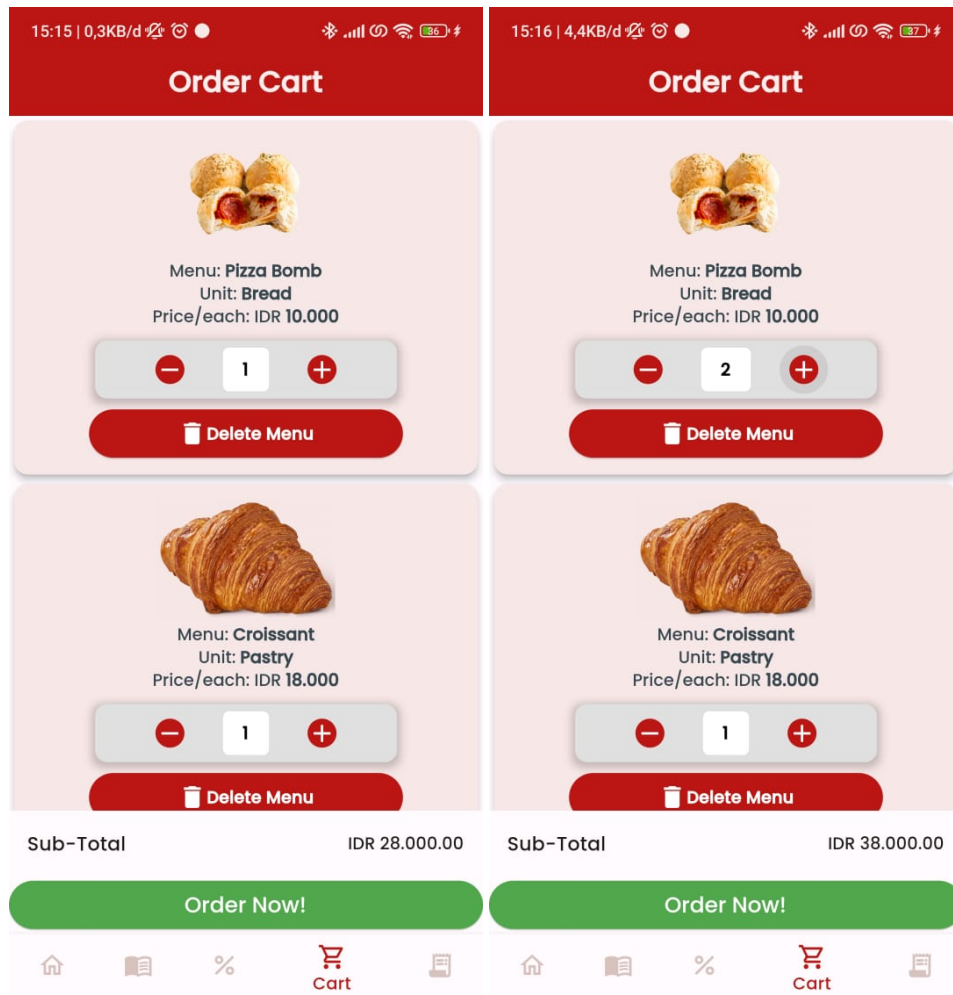 15:15 | 0,3KB/d
36
Order Cart
Menu: Pizza Bomb
Unit: Bread
Price/each: IDR 10.000
1
Delete Menu
Menu: Croissant
Unit: Pastry
Price/each: IDR 18.000
1
Delete Menu
Sub-Total IDR 28.000.00
Order Now!
Cart
15:16 | 4,4KB/d
37
Order Cart
Menu: Pizza Bomb
Unit: Bread
Price/each: IDR 10.000
2
Delete Menu
Menu: Croissant
Unit: Pastry
Price/each: IDR 18.000
1
Delete Menu
Sub-Total IDR 38.000.00
Order Now!
Cart